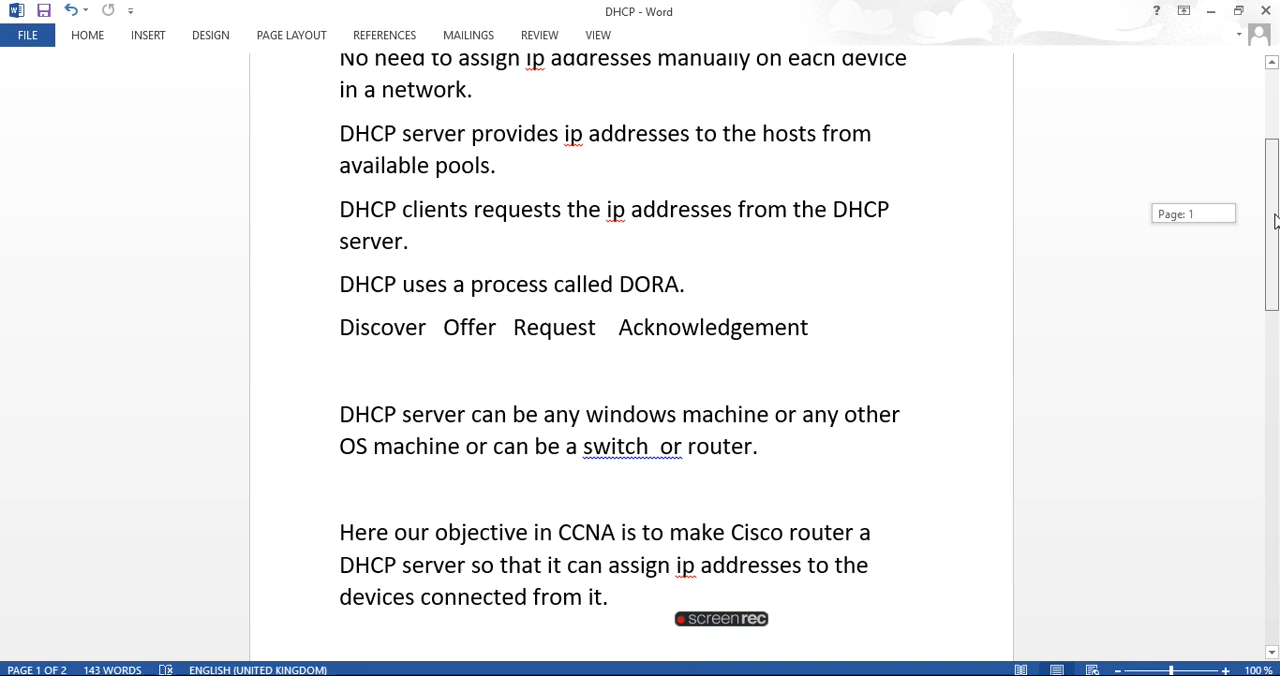 DHCP - Word
?
FILE HOME INSERT DESIGN PAGE LAYOUT REFERENCES MAILINGS REVIEW VIEW
No need to assign ip addresses manually on each device
in a network.
DHCP server provides ip addresses to the hosts from
available pools.
DHCP clients requests the ip addresses from the DHCP
server.
Page: 1
DHCP uses a process called DORA.
Discover Offer Request Acknowledgement
DHCP server can be any windows machine or any other
OS machine or can be a switch or router.
Here our objective in CCNA is to make Cisco router a
DHCP server so that it can assign ip addresses to the
devices connected from it.
screenrec
PAGE 1 OF 2 143 WORDS ENGLISH (UNITED KINGDOM) 100 %